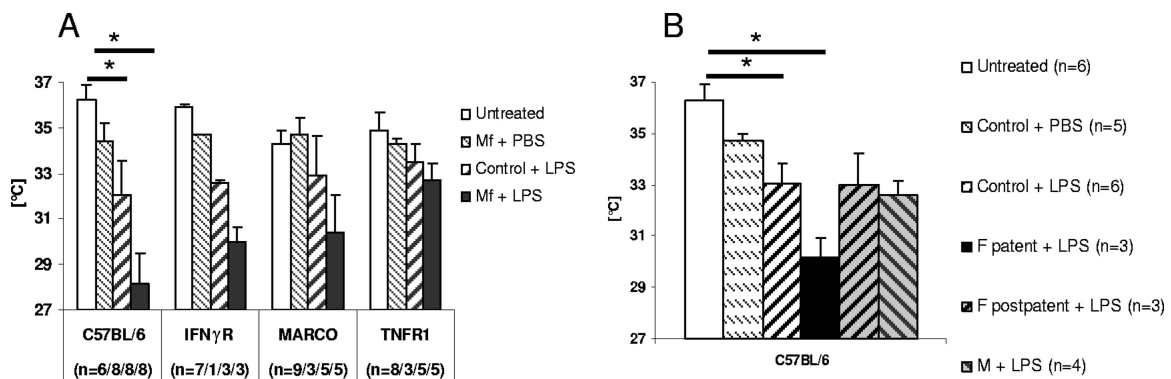 A
*
*
[°C]
37
35
33
31
29
27
C57BL/6
IFNγR
MARCO
TNFR1
(n=6/8/8/8)
(n=7/1/3/3)
(n=9/3/5/5)
(n=8/3/5/5)
Untreated
Mf + PBS
Control + LPS
Mf + LPS
B
*
*
[°C]
37
35
33
31
29
27
C57BL/6
Untreated (n=6)
Control + PBS (n=5)
Control + LPS (n=6)
F patent + LPS (n=3)
F postpatent + LPS (n=3)
M + LPS (n=4)